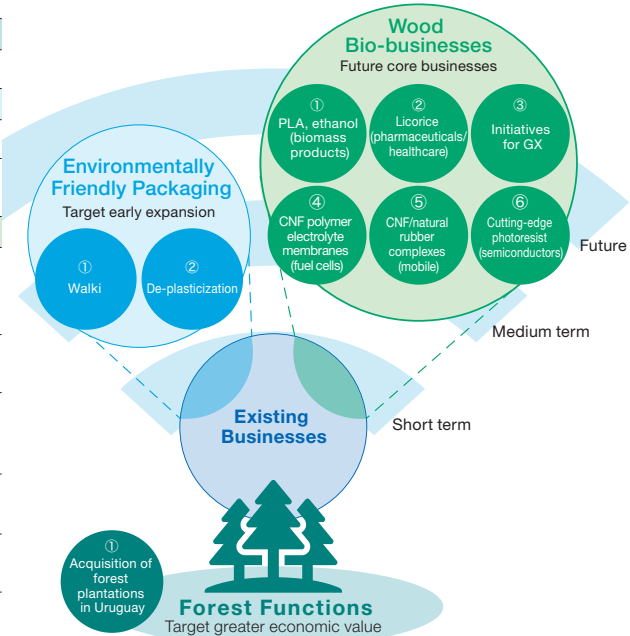 Wood
Bio-businesses
Future core businesses
①
PLA, ethanol
(biomass
products)
②
Licorice
(pharmaceuticals/
healthcare)
③
Initiatives
for GX
④
CNF polymer
electrolyte
membranes
(fuel cells)
⑤
CNF/natural
rubber
complexes
(mobile)
⑥
Cutting-edge
photoresist
(semiconductors)
Environmentally
Friendly Packaging
Target early expansion
①
Walki
②
De-plasticization
Future
Medium term
Short term
Existing
Businesses
①
Acquisition of
forest
plantations
in Uruguay
Forest Functions
Target greater economic value